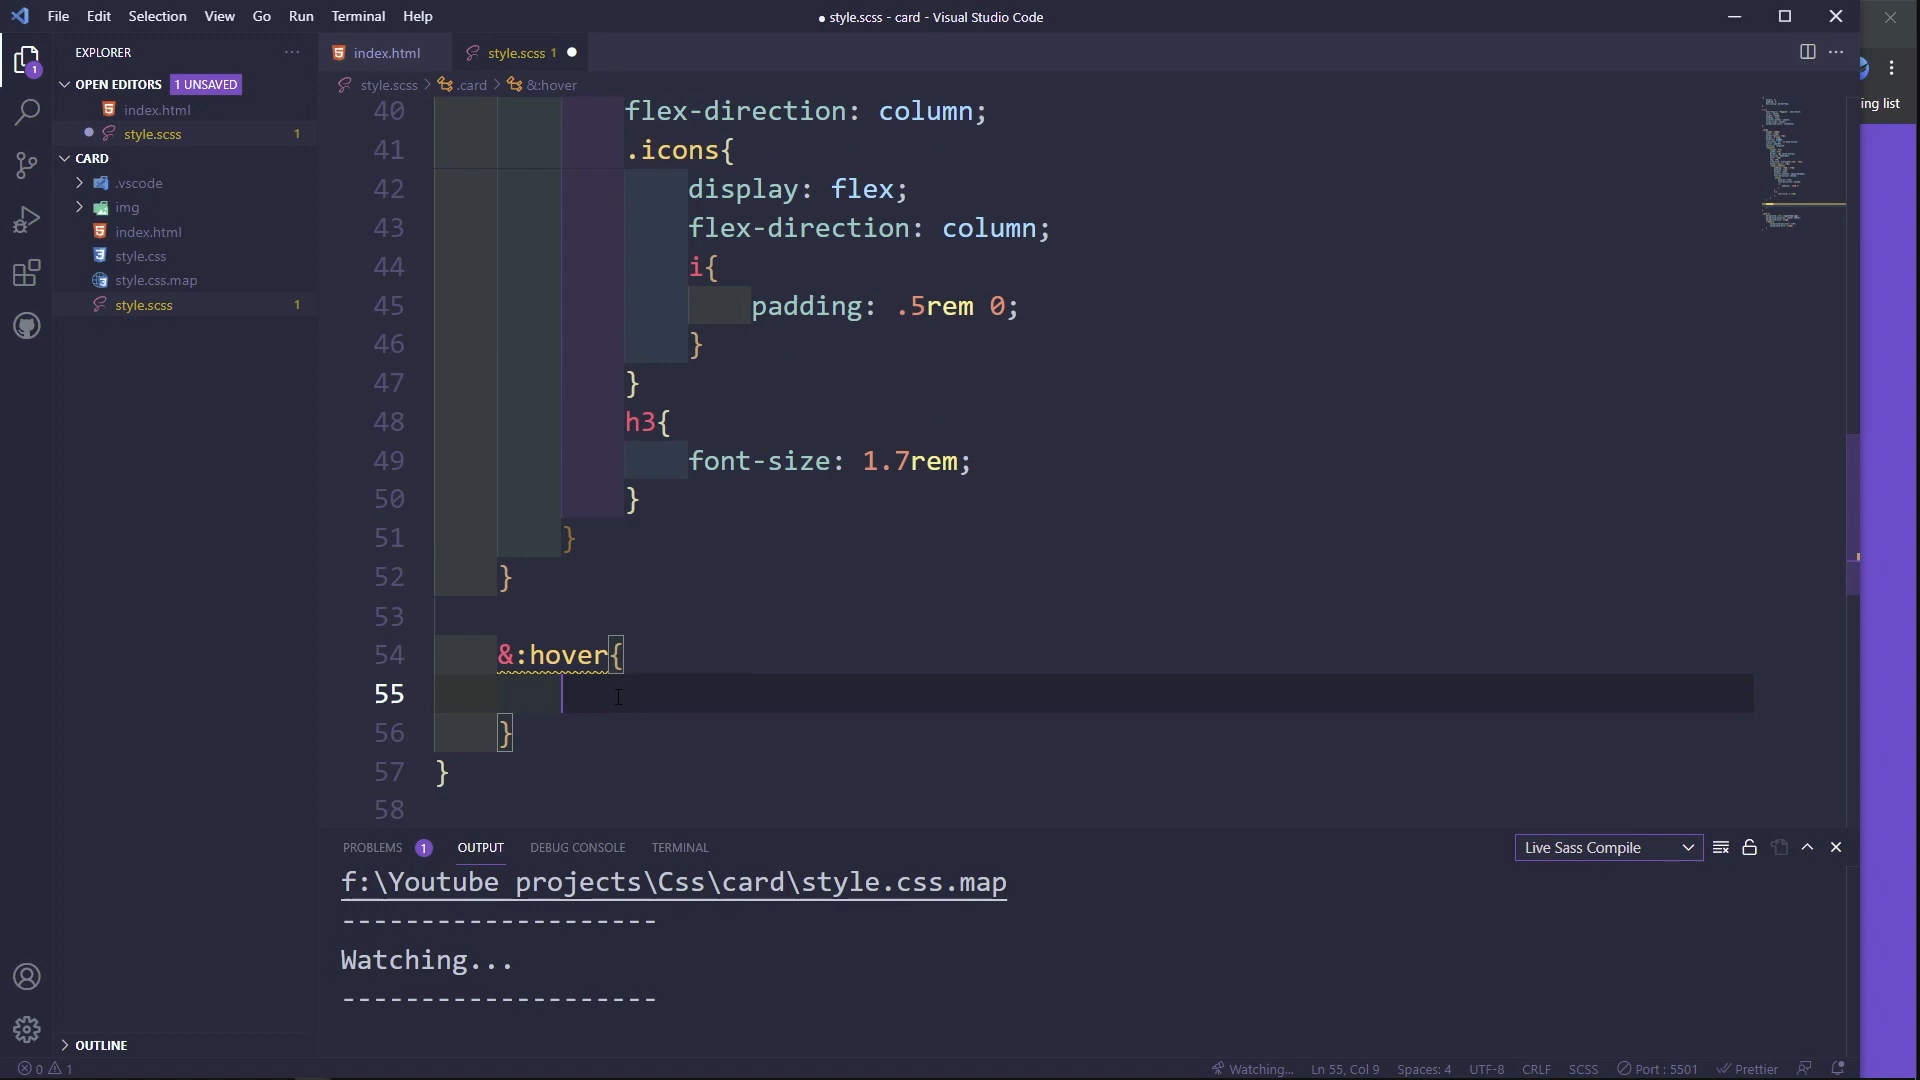 File Edit Selection View Go Run Terminal Help
● style.scss - card - Visual Studio Code
EXPLORER
OPEN EDITORS 1 UNSAVED
index.html
style.scss 1
CARD
.vscode
img
index.html
style.css
style.css.map
style.scss 1
OUTLINE
1
index.html style.scss 1
style.scss > .card > &:hover
40 flex-direction: column;
41 .icons{
42 display: flex;
43 flex-direction: column;
44 i{
45 padding: .5rem 0;
46 }
47 }
48 h3{
49 font-size: 1.7rem;
50 }
51 }
52 }
53
54 &:hover{
55
56 }
57 }
58
PROBLEMS 1 OUTPUT DEBUG CONSOLE TERMINAL
Live Sass Compile
f:\Youtube projects\Css\card\style.css.map
--------------------
Watching...
--------------------
0 1
Watching... Ln 55, Col 9 Spaces: 4 UTF-8 CRLF SCSS Port : 5501 Prettier
ing list